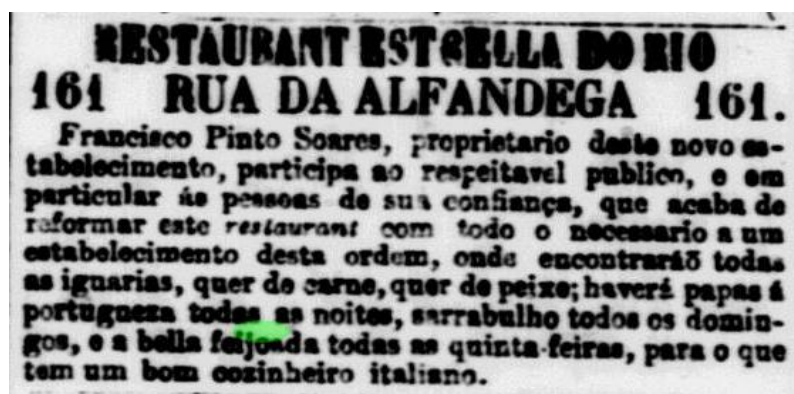 RESTAURANT ESTRELLA DO RIO
161 RUA DA ALFANDEGA 161.
Francisco Pinto Soares, proprietario deste novo es-
tabelecimento, participa ao respeitavel publico, e em
particular ás pessoas de sua confiança, que acaba de
reformar este restaurant com todo o necessario a um
estabelecimento desta ordem, onde encontraráõ todas
as iguarias, quer de carne, quer de peixe; haverá papas á
portugueza todas as noites, sarrabulho todos os domin-
gos, e a bella feijoada todas as quinta-feiras, para o que
tem um bom cozinheiro italiano.